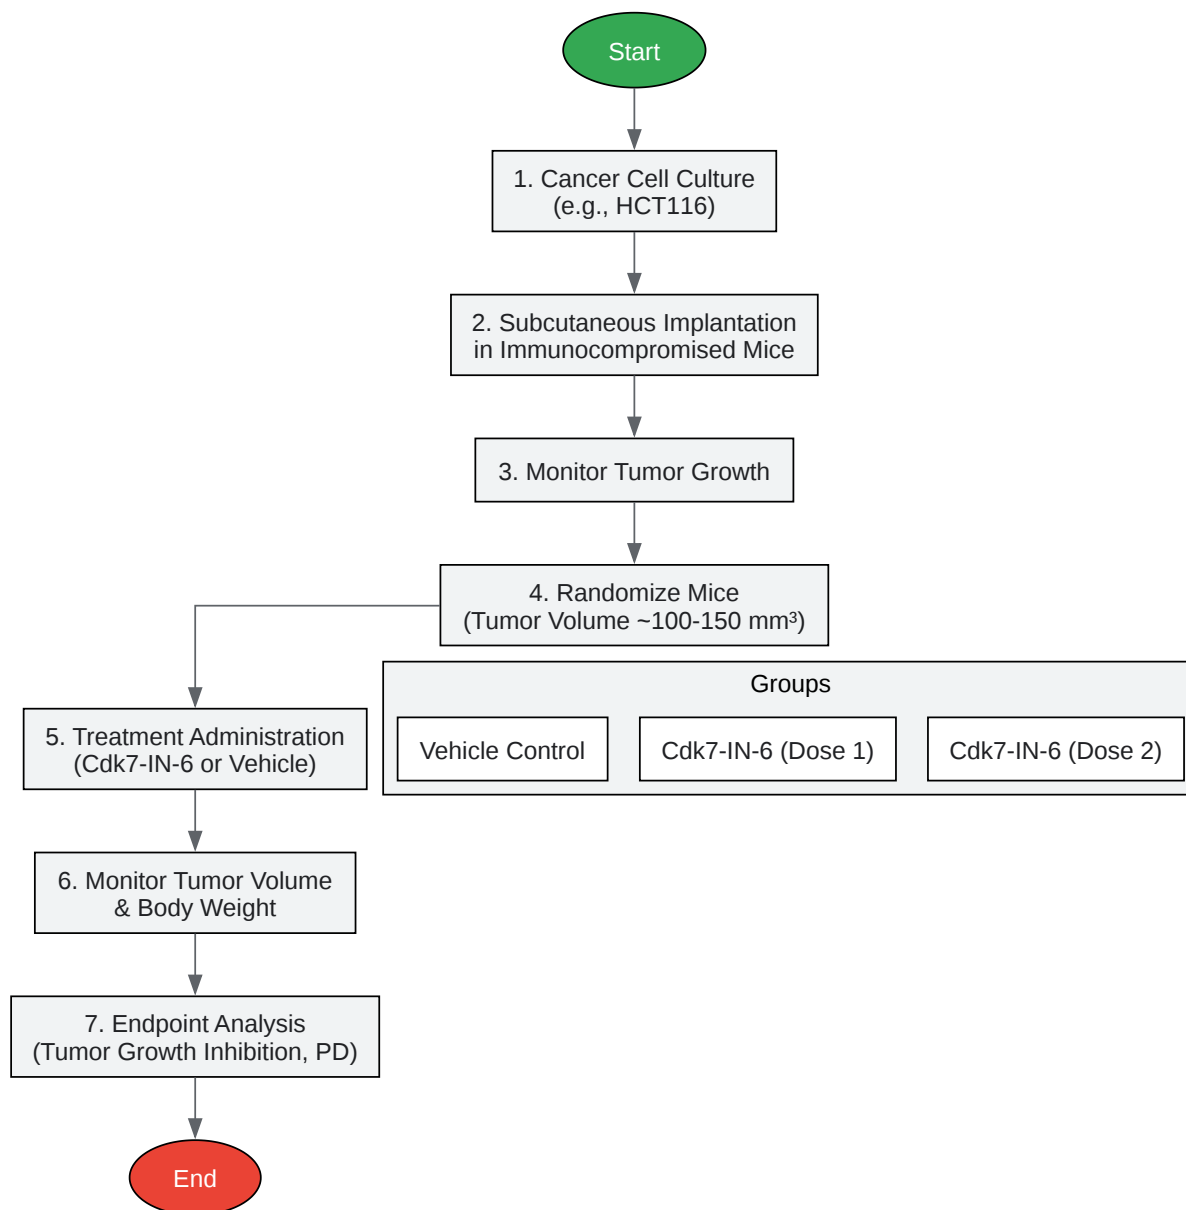 Start
1. Cancer Cell Culture
(e.g., HCT116)
2. Subcutaneous Implantation
in Immunocompromised Mice
3. Monitor Tumor Growth
4. Randomize Mice
(Tumor Volume ~100-150 mm³)
Groups
Vehicle Control
Cdk7-IN-6 (Dose 1)
Cdk7-IN-6 (Dose 2)
5. Treatment Administration
(Cdk7-IN-6 or Vehicle)
6. Monitor Tumor Volume
& Body Weight
7. Endpoint Analysis
(Tumor Growth Inhibition, PD)
End